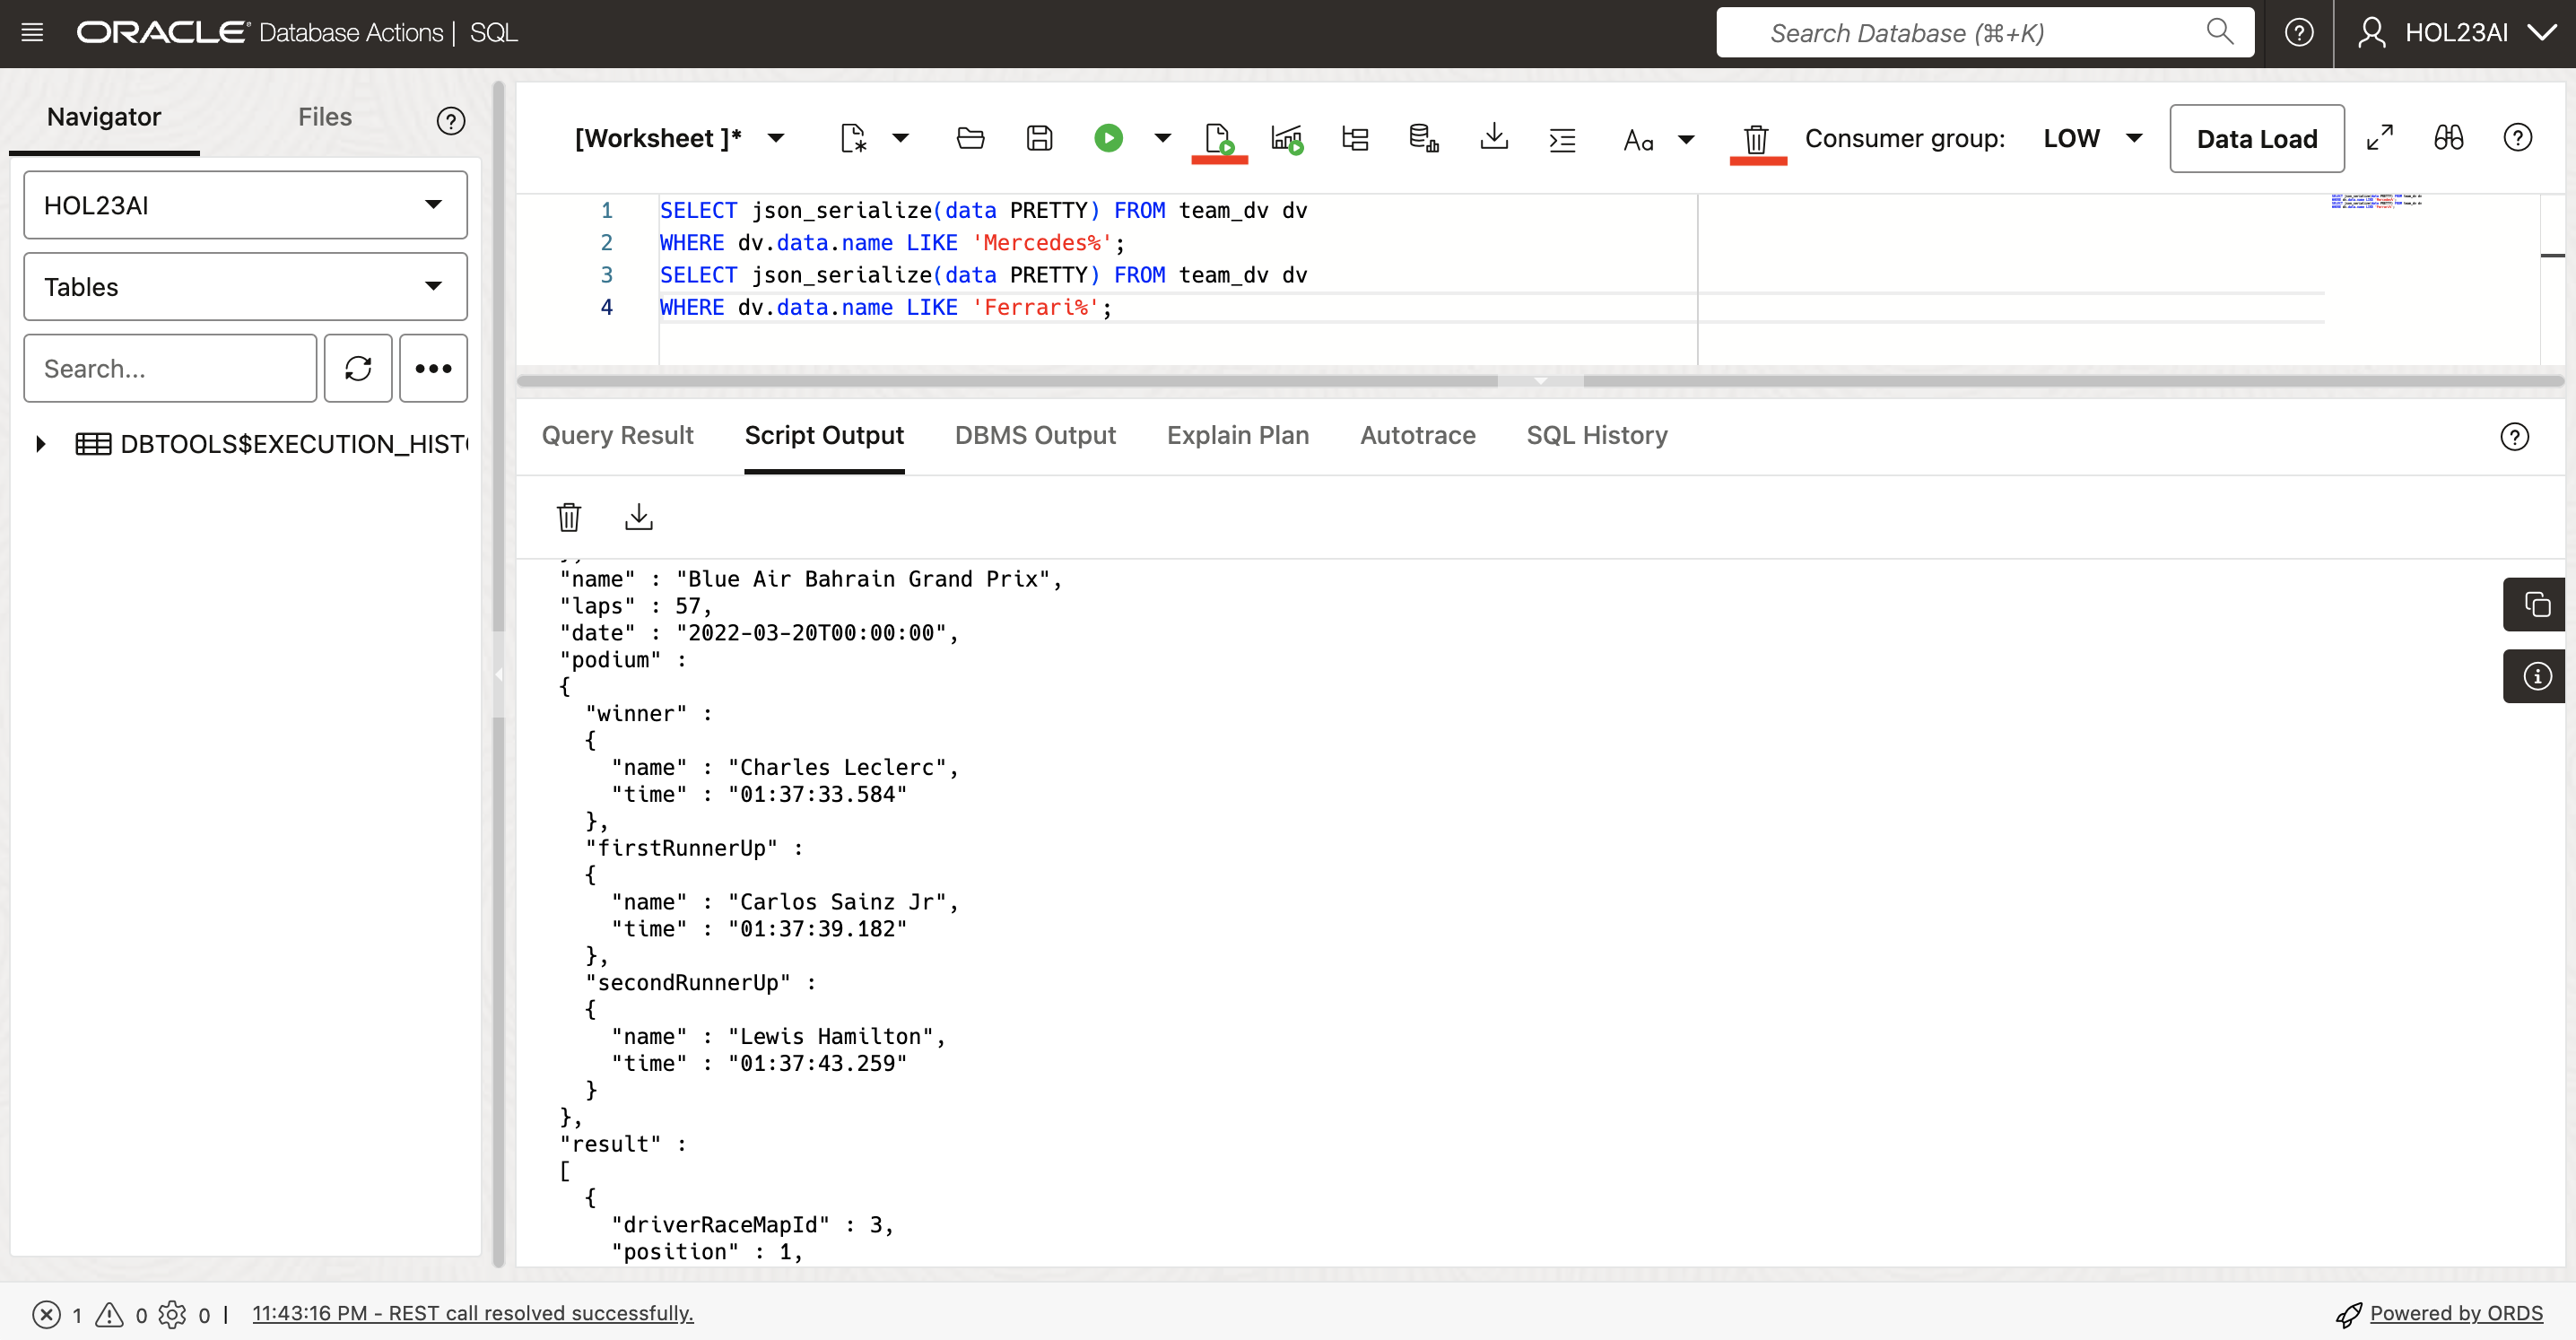 ORACLE Database Actions | SQL
Search Database (⌘+K)
HOL23AI
Navigator
Files
HOL23AI
Tables
Search...
DBTOOLS$EXECUTION_HIST
[Worksheet ]*
Aa
Consumer group:
LOW
Data Load
1 SELECT json_serialize(data PRETTY) FROM team_dv dv
2 WHERE dv.data.name LIKE 'Mercedes%';
3 SELECT json_serialize(data PRETTY) FROM team_dv dv
4 WHERE dv.data.name LIKE 'Ferrari%';
Query Result
Script Output
DBMS Output
Explain Plan
Autotrace
SQL History
"name" : "Blue Air Bahrain Grand Prix",
"laps" : 57,
"date" : "2022-03-20T00:00:00",
"podium" :
{
"winner" :
{
"name" : "Charles Leclerc",
"time" : "01:37:33.584"
},
"firstRunnerUp" :
{
"name" : "Carlos Sainz Jr",
"time" : "01:37:39.182"
},
"secondRunnerUp" :
{
"name" : "Lewis Hamilton",
"time" : "01:37:43.259"
}
},
"result" :
[
{
"driverRaceMapId" : 3,
"position" : 1,
1 0 0 | 11:43:16 PM - REST call resolved successfully.
Powered by ORDS